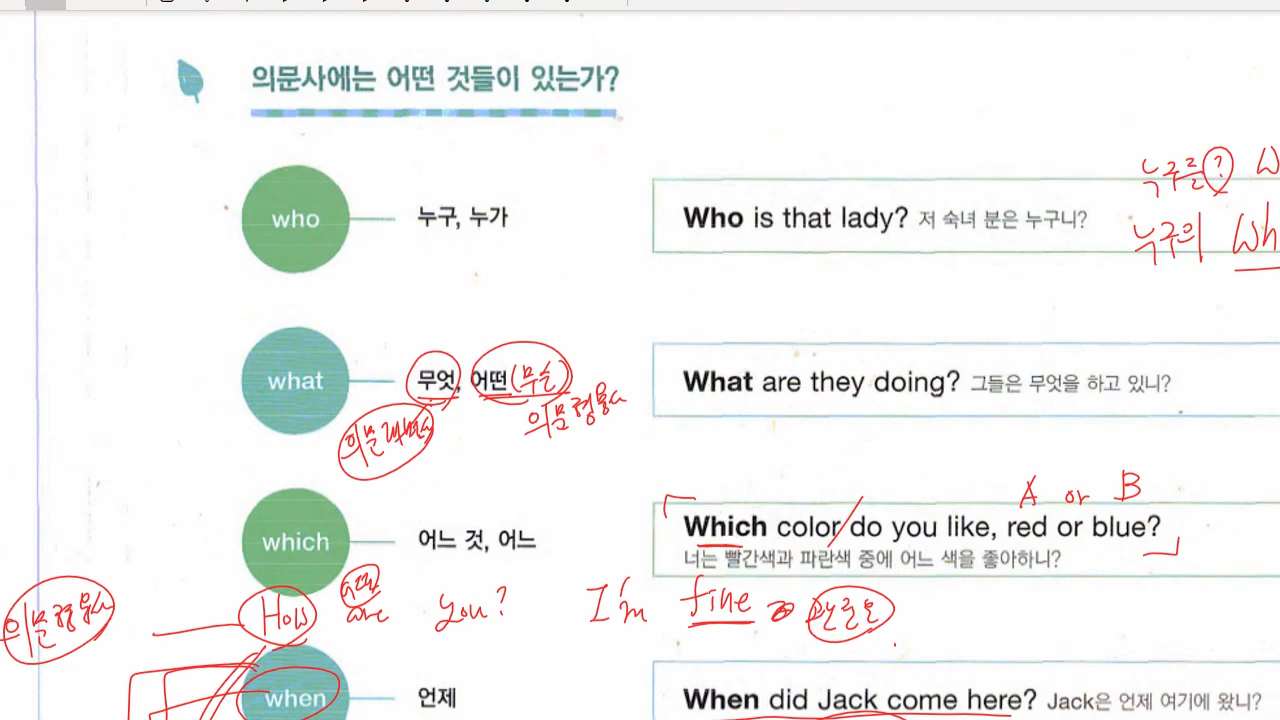 의문사에는 어떤 것들이 있는가?
누구를? W
who 누구, 누가 Who is that lady? 저 숙녀 분은 누구니?
누구의 Wh
what 무엇, 어떤 (무슨) What are they doing? 그들은 무엇을 하고 있니?
의문대명사 의문형용사
A or B
which 어느 것, 어느 Which color do you like, red or blue?
너는 빨간색과 파란색 중에 어느 색을 좋아하니?
어떤
의문형용사 How are you? I'm fine
when 언제 When did Jack come here? Jack은 언제 여기에 왔니?